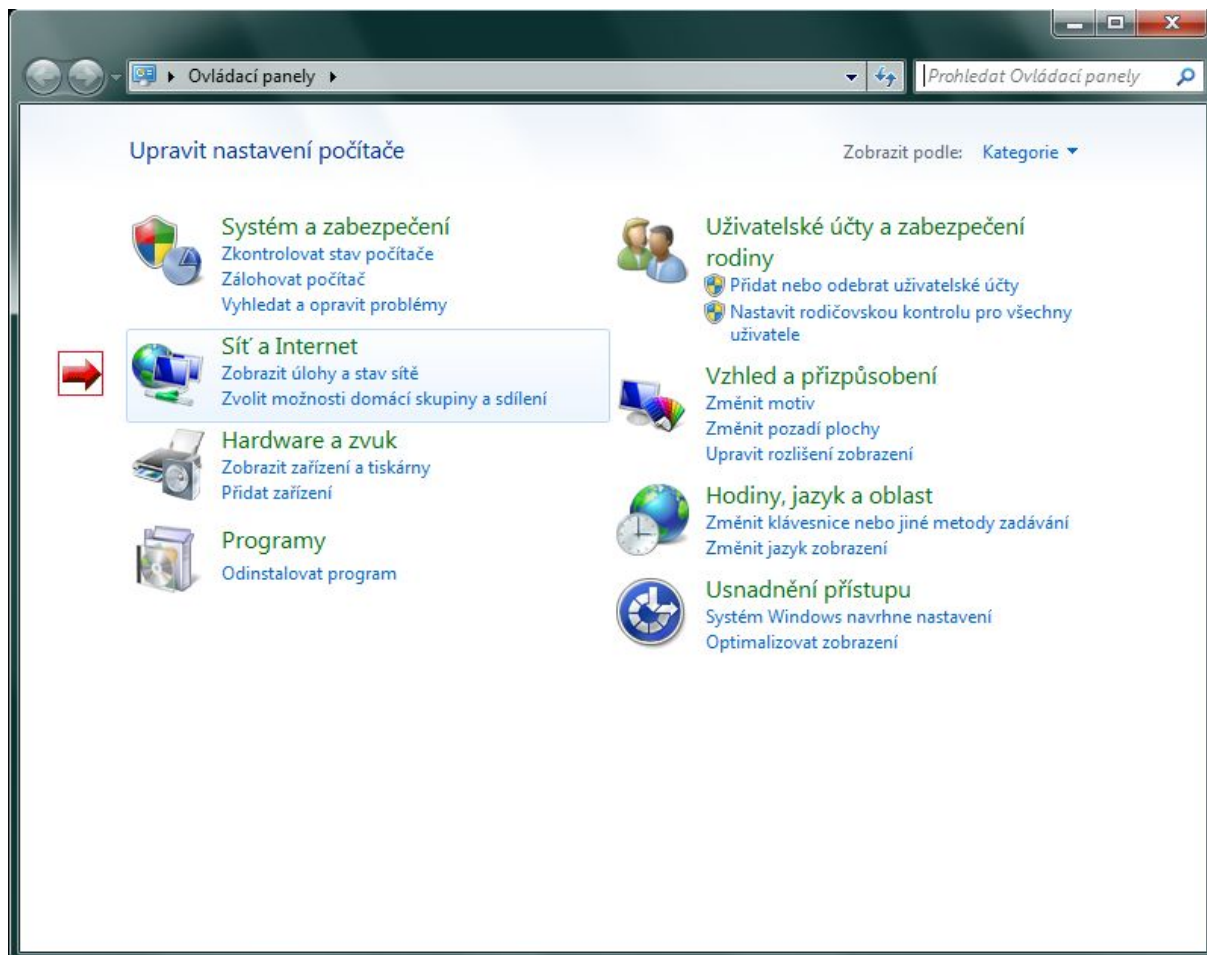 Ovládací panely
Prohledat Ovládací panely
Upravit nastavení počítače
Zobrazit podle: Kategorie
Systém a zabezpečení
Zkontrolovat stav počítače
Zálohovat počítač
Vyhledat a opravit problémy
Síť a Internet
Zobrazit úlohy a stav sítě
Zvolit možnosti domácí skupiny a sdílení
Hardware a zvuk
Zobrazit zařízení a tiskárny
Přidat zařízení
Programy
Odinstalovat program
Uživatelské účty a zabezpečení
rodiny
Přidat nebo odebrat uživatelské účty
Nastavit rodičovskou kontrolu pro všechny
uživatele
Vzhled a přizpůsobení
Změnit motiv
Změnit pozadí plochy
Upravit rozlišení zobrazení
Hodiny, jazyk a oblast
Změnit klávesnice nebo jiné metody zadávání
Změnit jazyk zobrazení
Usnadnění přístupu
Systém Windows navrhne nastavení
Optimalizovat zobrazení